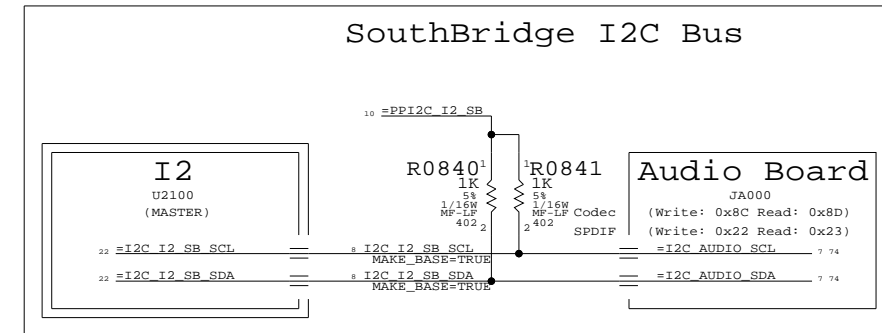 SouthBridge I2C Bus
10 =PPI2C_I2_SB
I2
U2100
(MASTER)
R0840 1
1K
5%
1/16W
MF-LF
402 2
1 R0841
1K
5%
1/16W
MF-LF
2 402
Codec
SPDIF
Audio Board
JA000
(Write: 0x8C Read: 0x8D)
(Write: 0x22 Read: 0x23)
22 =I2C_I2_SB_SCL
8 I2C_I2_SB_SCL
MAKE_BASE=TRUE
=I2C_AUDIO_SCL 7 74
22 =I2C_I2_SB_SDA
8 I2C_I2_SB_SDA
MAKE_BASE=TRUE
=I2C_AUDIO_SDA 7 74